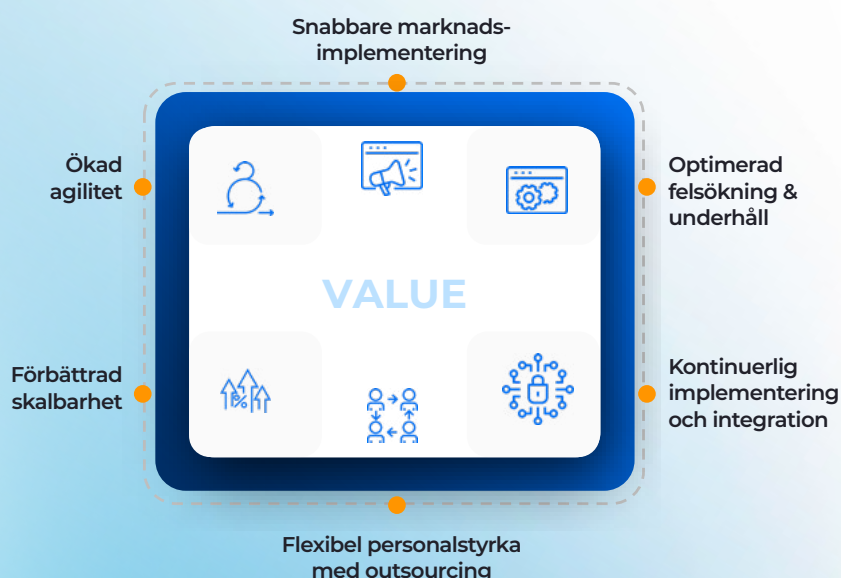 Snabbare marknads-
implementering
Ökad
agilitet
Optimerad
felsökning &
underhåll
VALUE
Förbättrad
skalbarhet
%
Kontinuerlig
implementering
och integration
Flexibel personalstyrka
med outsourcing